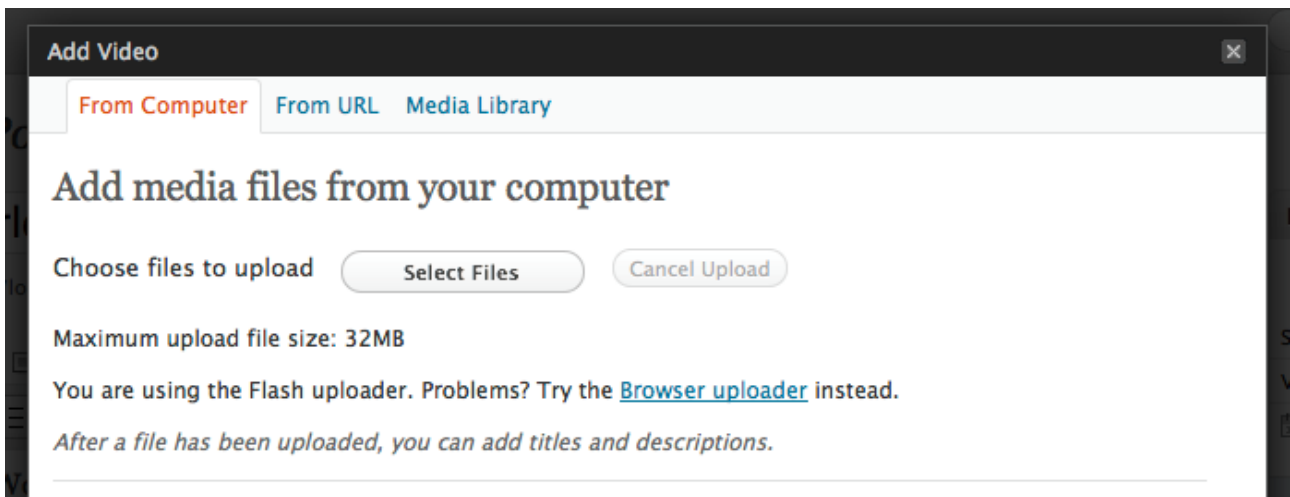 Add Video
From Computer From URL Media Library
Add media files from your computer
Choose files to upload Select Files Cancel Upload
Maximum upload file size: 32MB
You are using the Flash uploader. Problems? Try the Browser uploader instead.
After a file has been uploaded, you can add titles and descriptions.